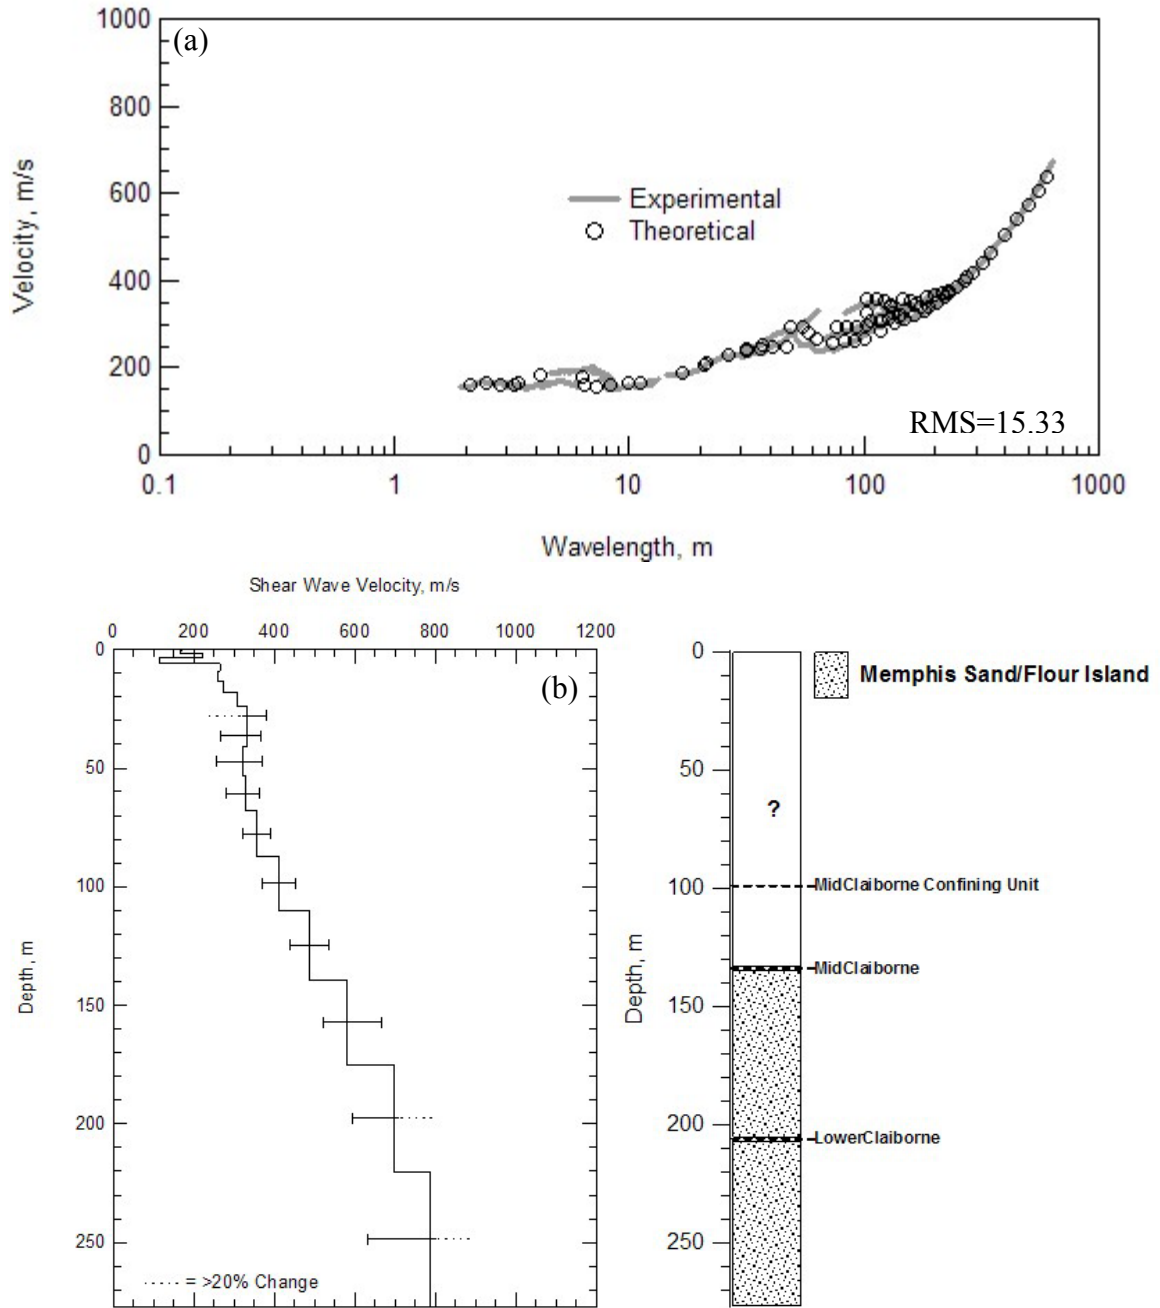 1000
(a)
800
Velocity, m/s
600
Experimental
Theoretical
400
200
RMS=15.33
0
0.1 1 10 100 1000
Wavelength, m
Shear Wave Velocity, m/s
0 200 400 600 800 1000 1200
0
(b)
50
100
Depth, m
150
200
250
..... = >20% Change
0
Memphis Sand/Flour Island
50
?
100
MidClaiborne Confining Unit
Depth, m
MidClaiborne
150
200
LowerClaiborne
250